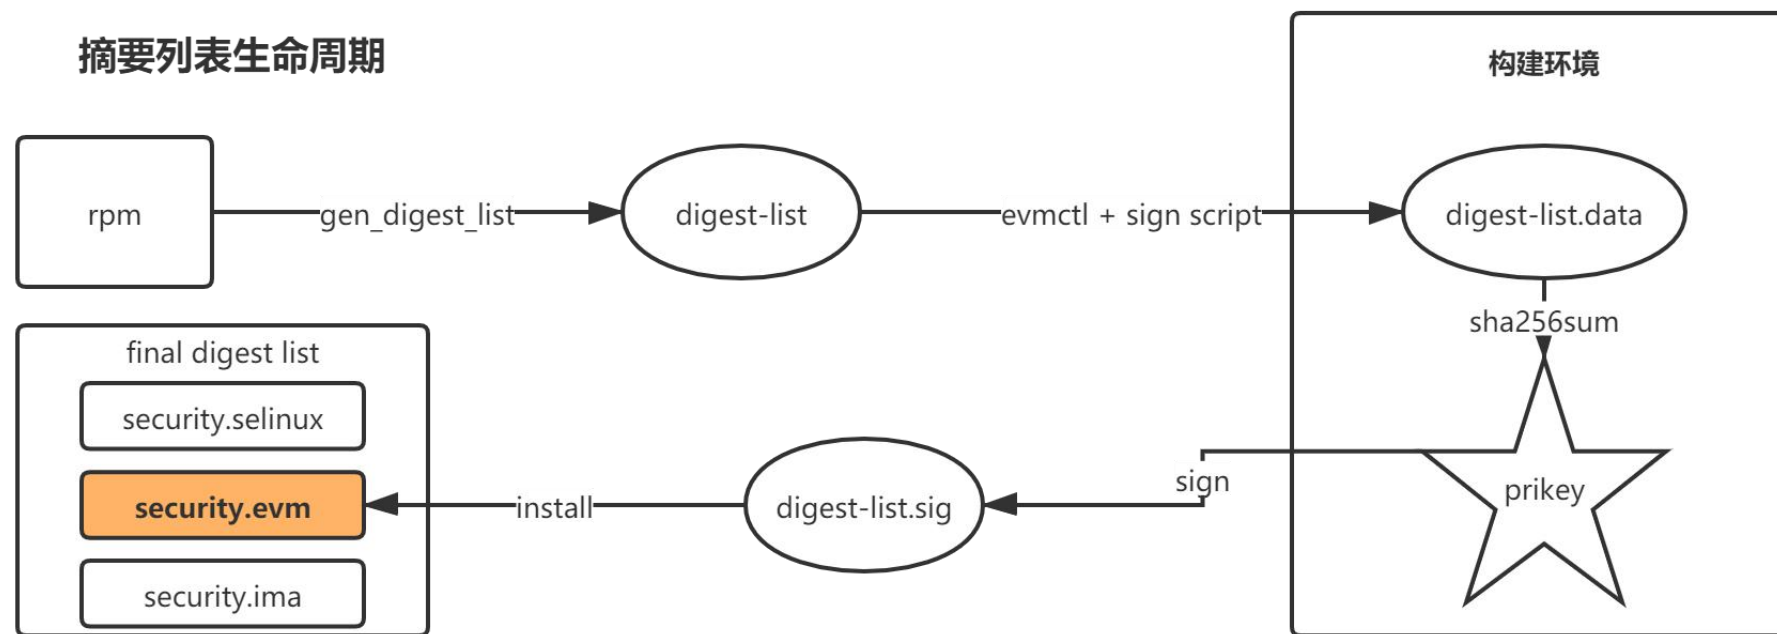 摘要列表生命周期
构建环境
rpm
gen_digest_list
digest-list
evmctl + sign script
digest-list.data
sha256sum
prikey
sign
digest-list.sig
install
final digest list
security.selinux
security.evm
security.ima